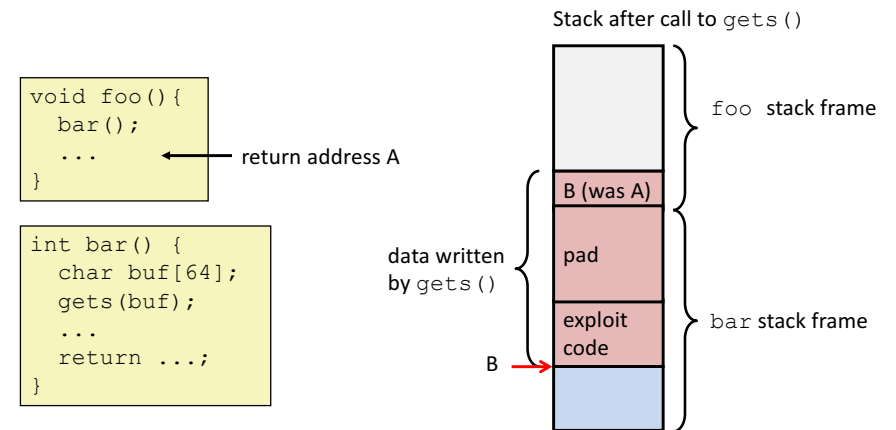 Stack after call to gets()
void foo(){
  bar();
  ...
}
return address A
int bar() {
  char buf[64];
  gets(buf);
  ...
  return ...;
}
foo stack frame
B (was A)
data written
by gets()
pad
exploit
code
B
bar stack frame